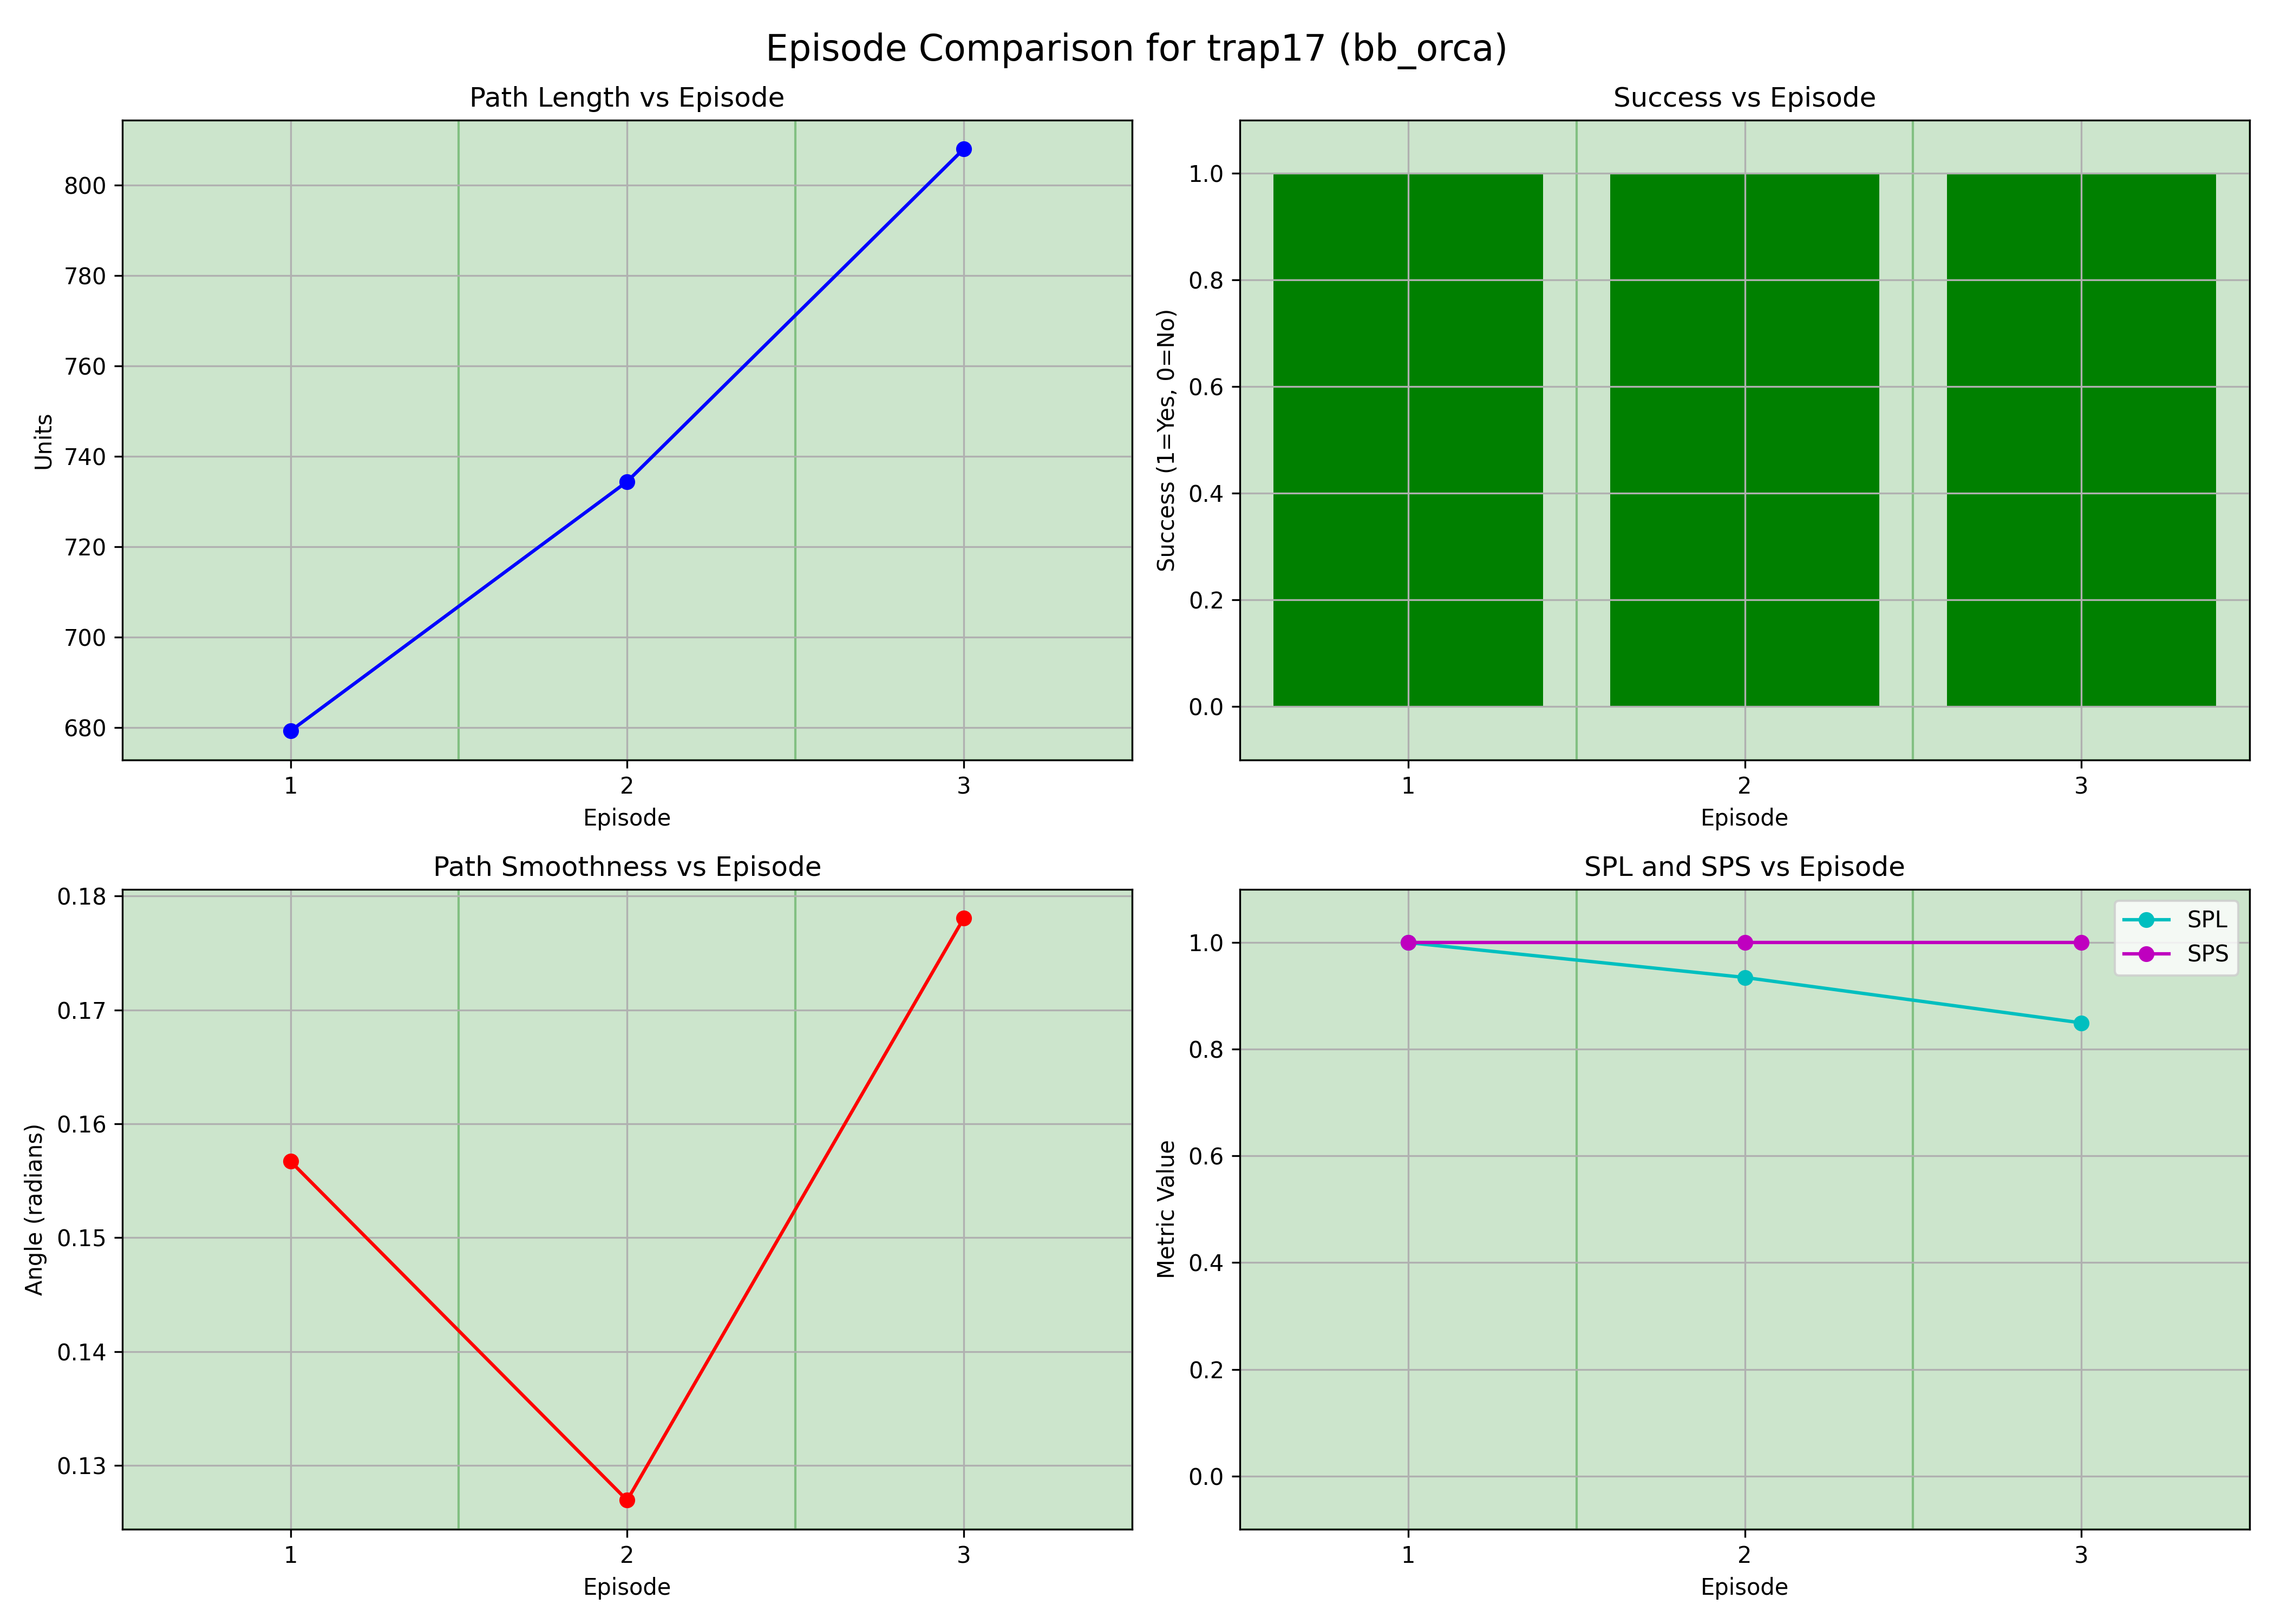 Episode Comparison for trap17 (bb_orca)
Path Length vs Episode
Units
800
780
760
740
720
700
680
1 2 3
Episode
Success vs Episode
Success (1=Yes, 0=No)
1.0
0.8
0.6
0.4
0.2
0.0
1 2 3
Episode
Path Smoothness vs Episode
Angle (radians)
0.18
0.17
0.16
0.15
0.14
0.13
1 2 3
Episode
SPL and SPS vs Episode
Metric Value
1.0
0.8
0.6
0.4
0.2
0.0
SPL
SPS
1 2 3
Episode